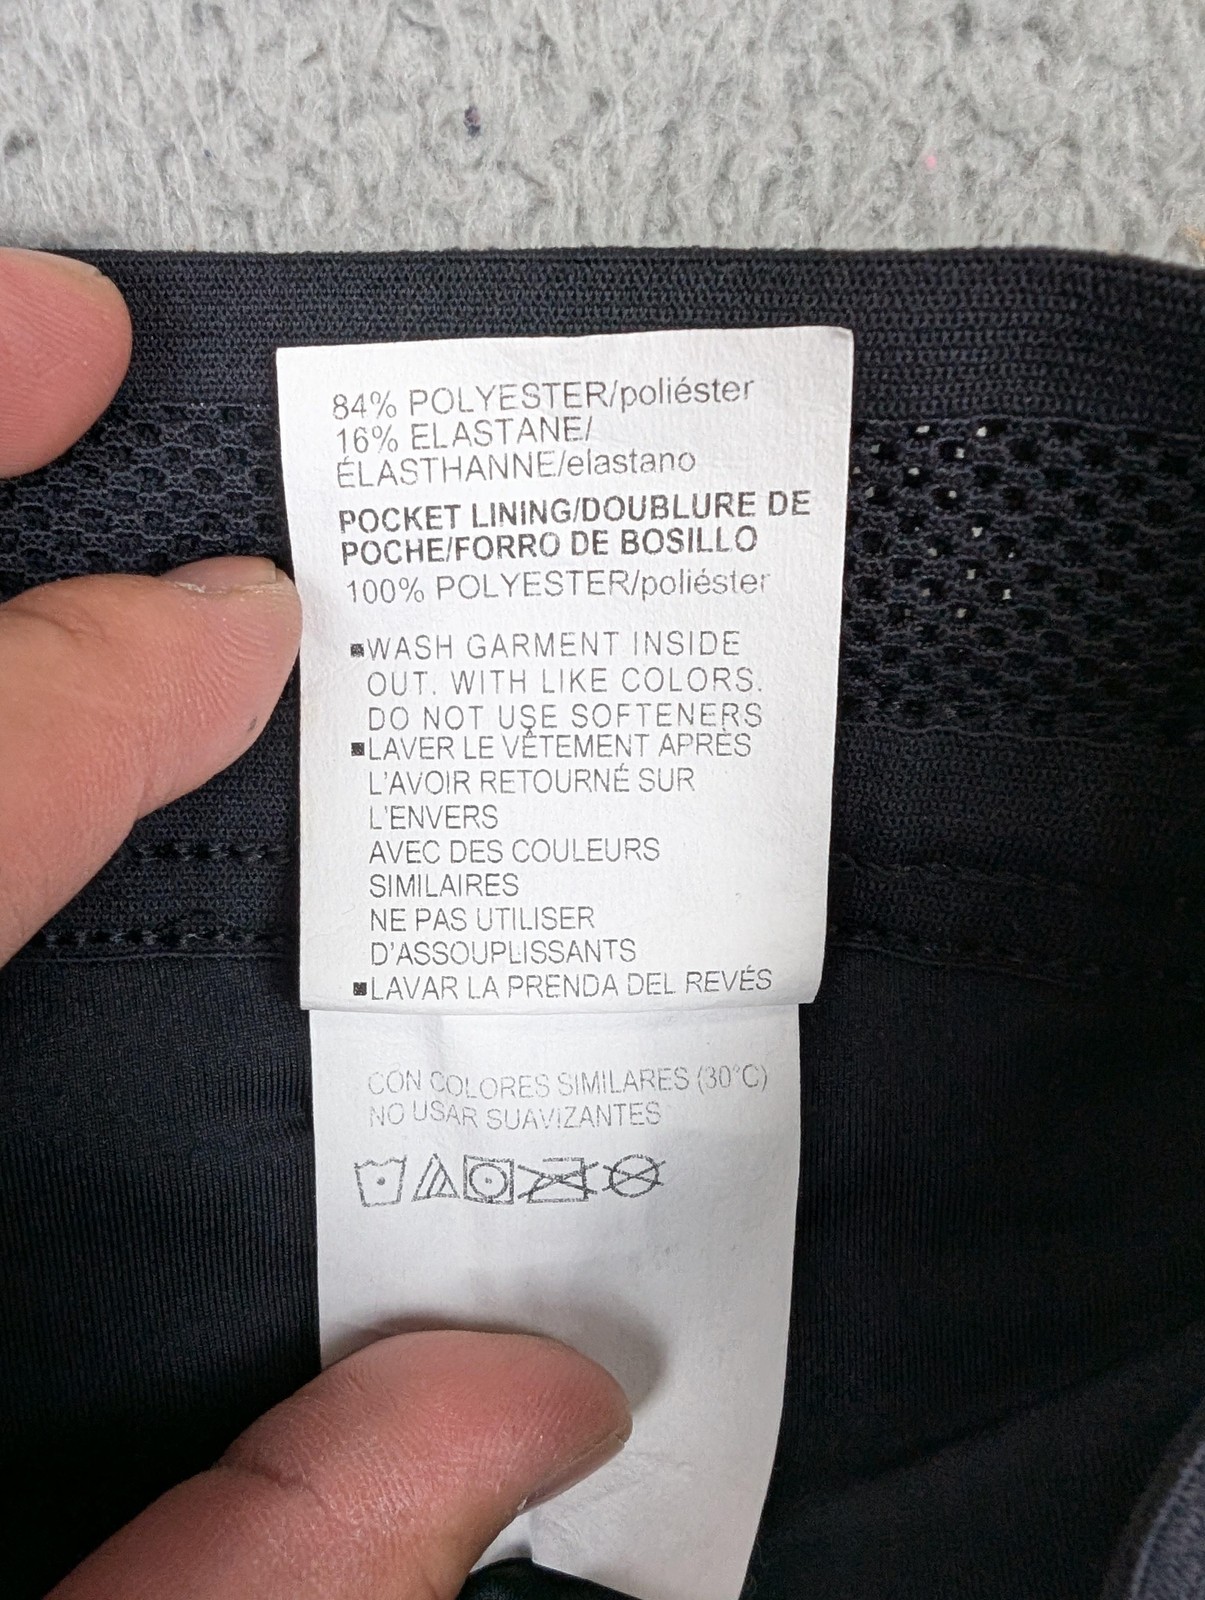 84% POLYESTER/poliéster
16% ELASTANE/
ÉLASTHANNE/elastano
POCKET LINING/DOUBLURE DE
POCHE/FORRO DE BOSILLO
100% POLYESTER/poliéster
▪WASH GARMENT INSIDE
OUT. WITH LIKE COLORS.
DO NOT USE SOFTENERS
▪LAVER LE VÊTEMENT APRÈS
L'AVOIR RETOURNÉ SUR
L'ENVERS
AVEC DES COULEURS
SIMILAIRES
NE PAS UTILISER
D'ASSOUPLISSANTS
▪LAVAR LA PRENDA DEL REVÉS
CON COLORES SIMILARES (30°C)
NO USAR SUAVIZANTES